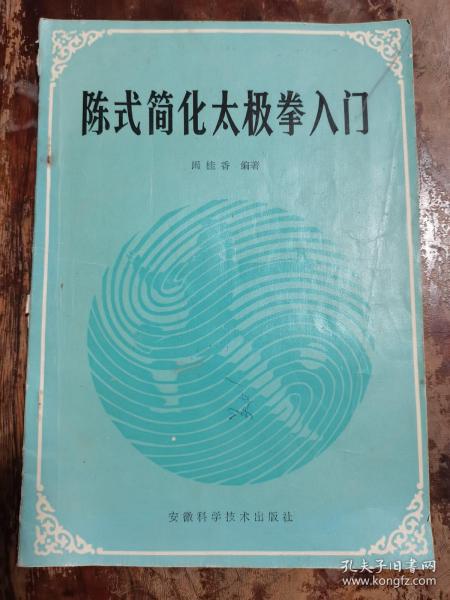 陈式简化太极拳入门
阚桂香 编著
安徽科学技术出版社
孔夫子旧书网
www.kongfz.com